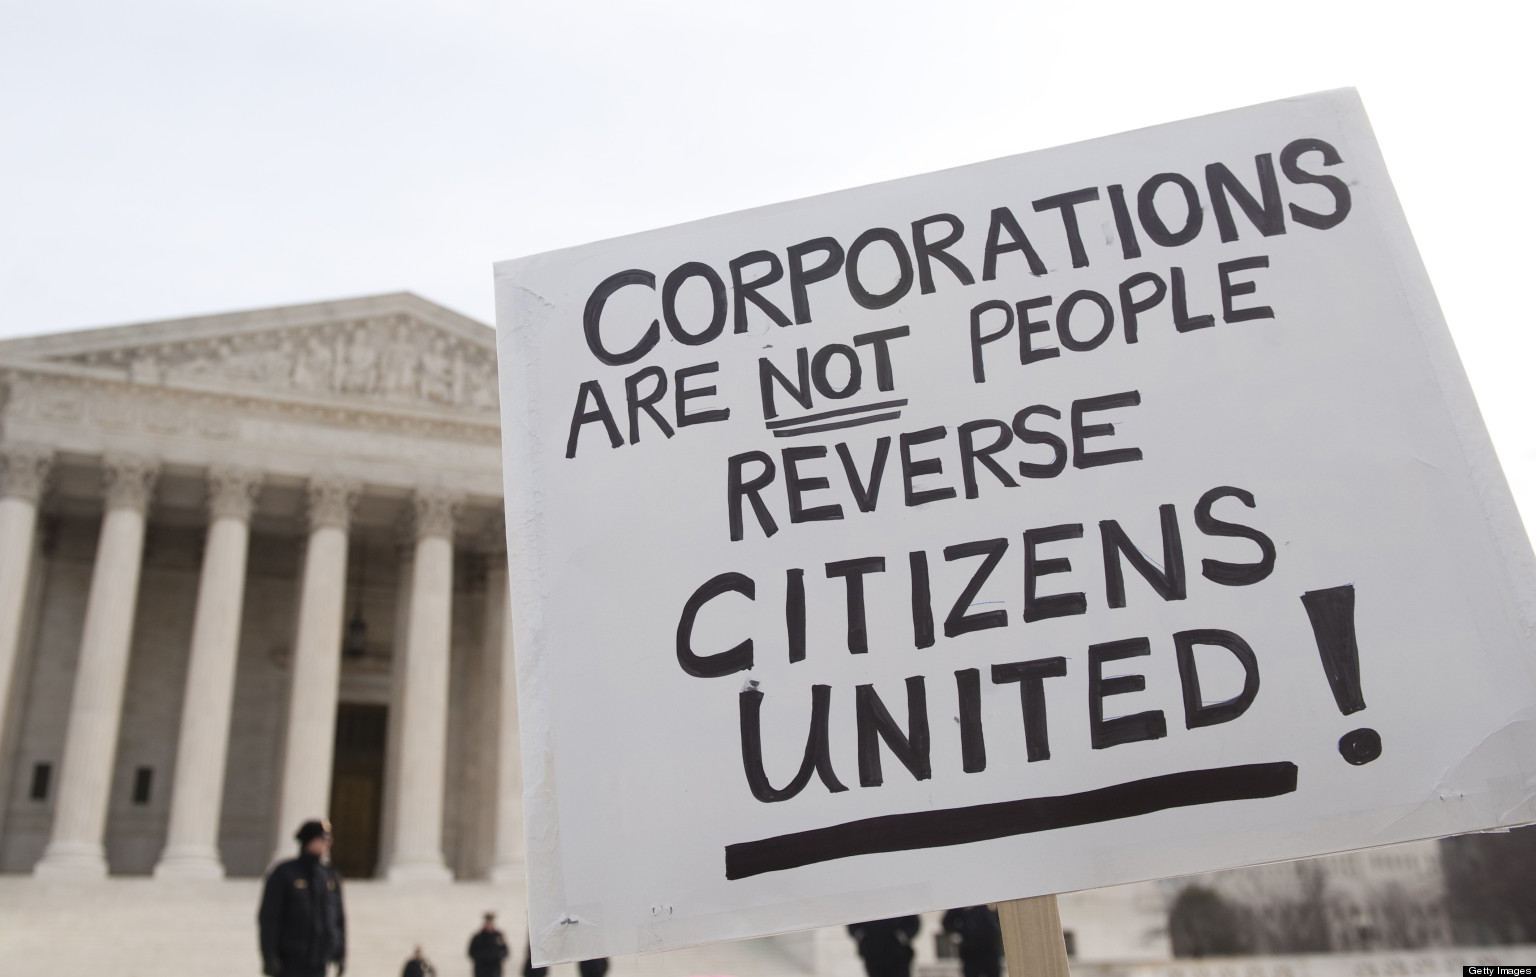 CORPORATIONS
ARE NOT PEOPLE
REVERSE
CITIZENS
UNITED!
Getty Images